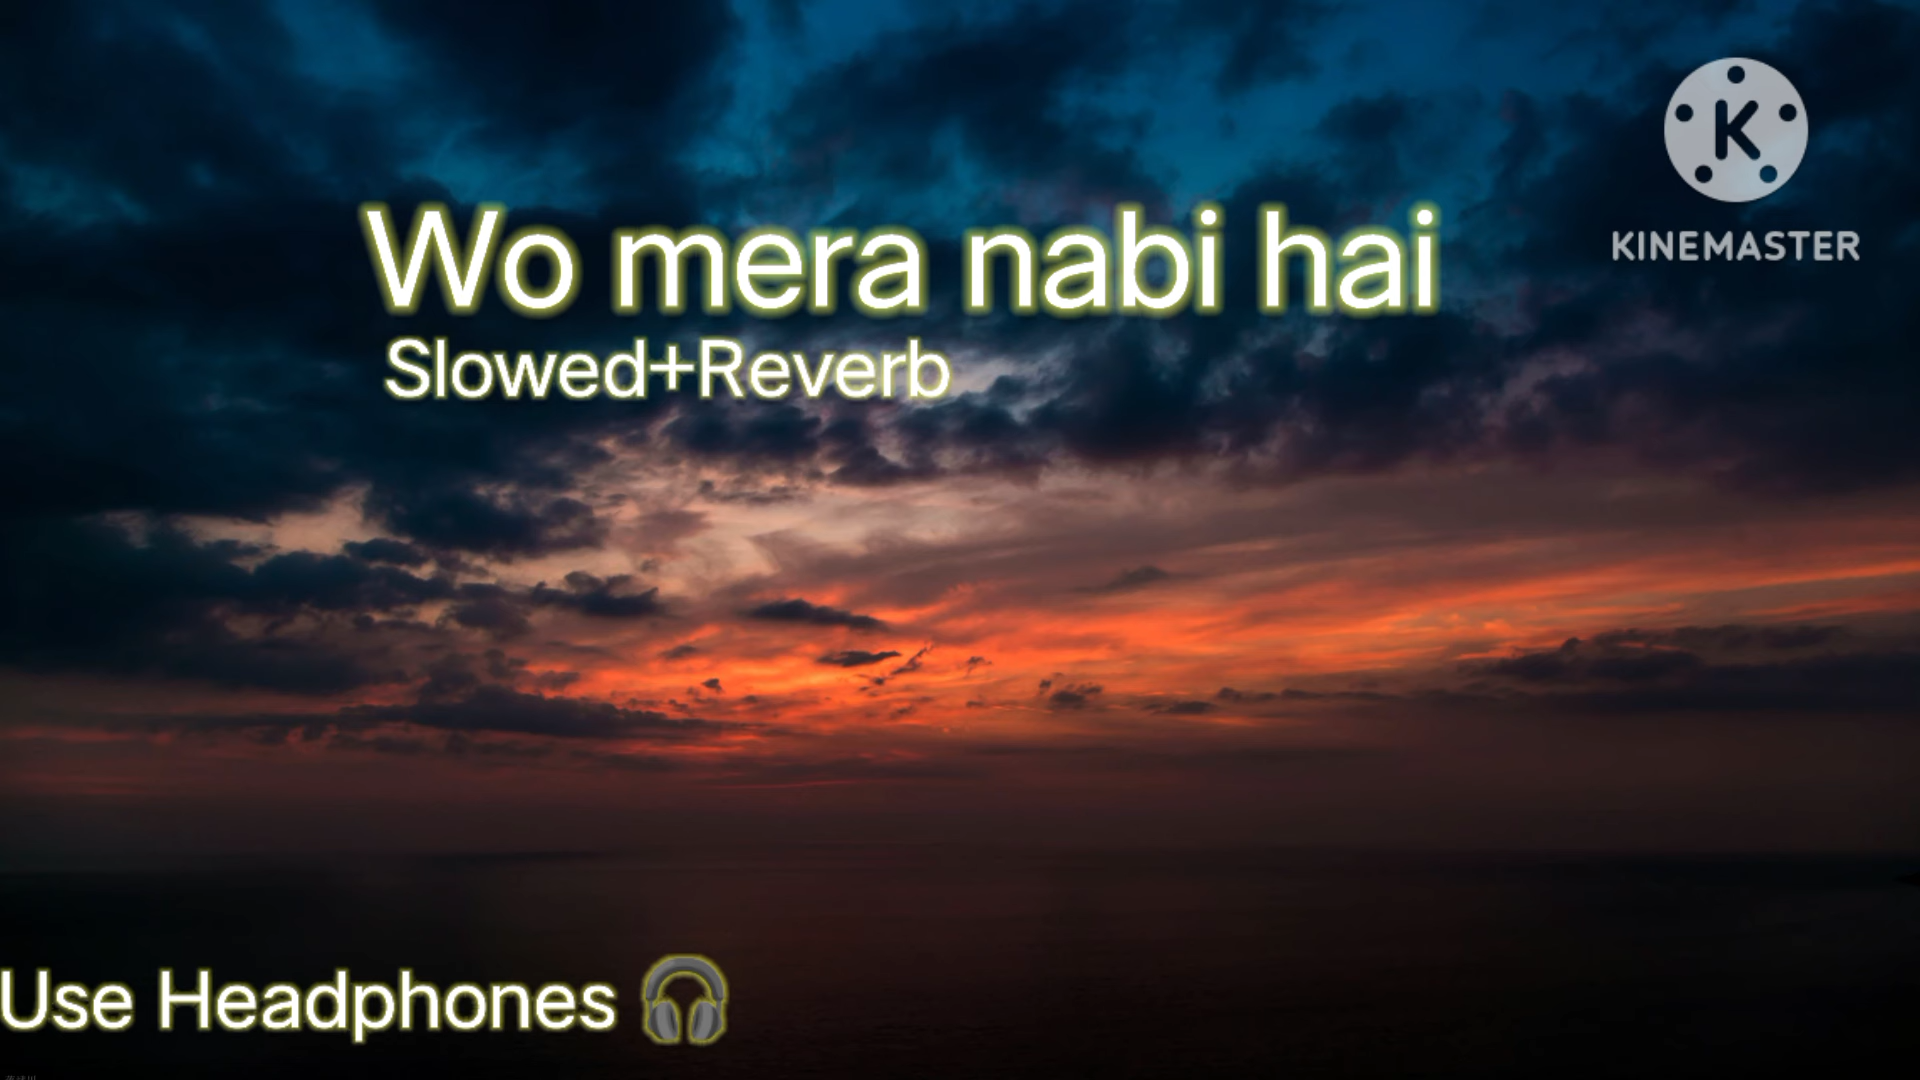 Wo mera nabi hai
Slowed+Reverb
K
KINEMASTER
Use Headphones 🎧